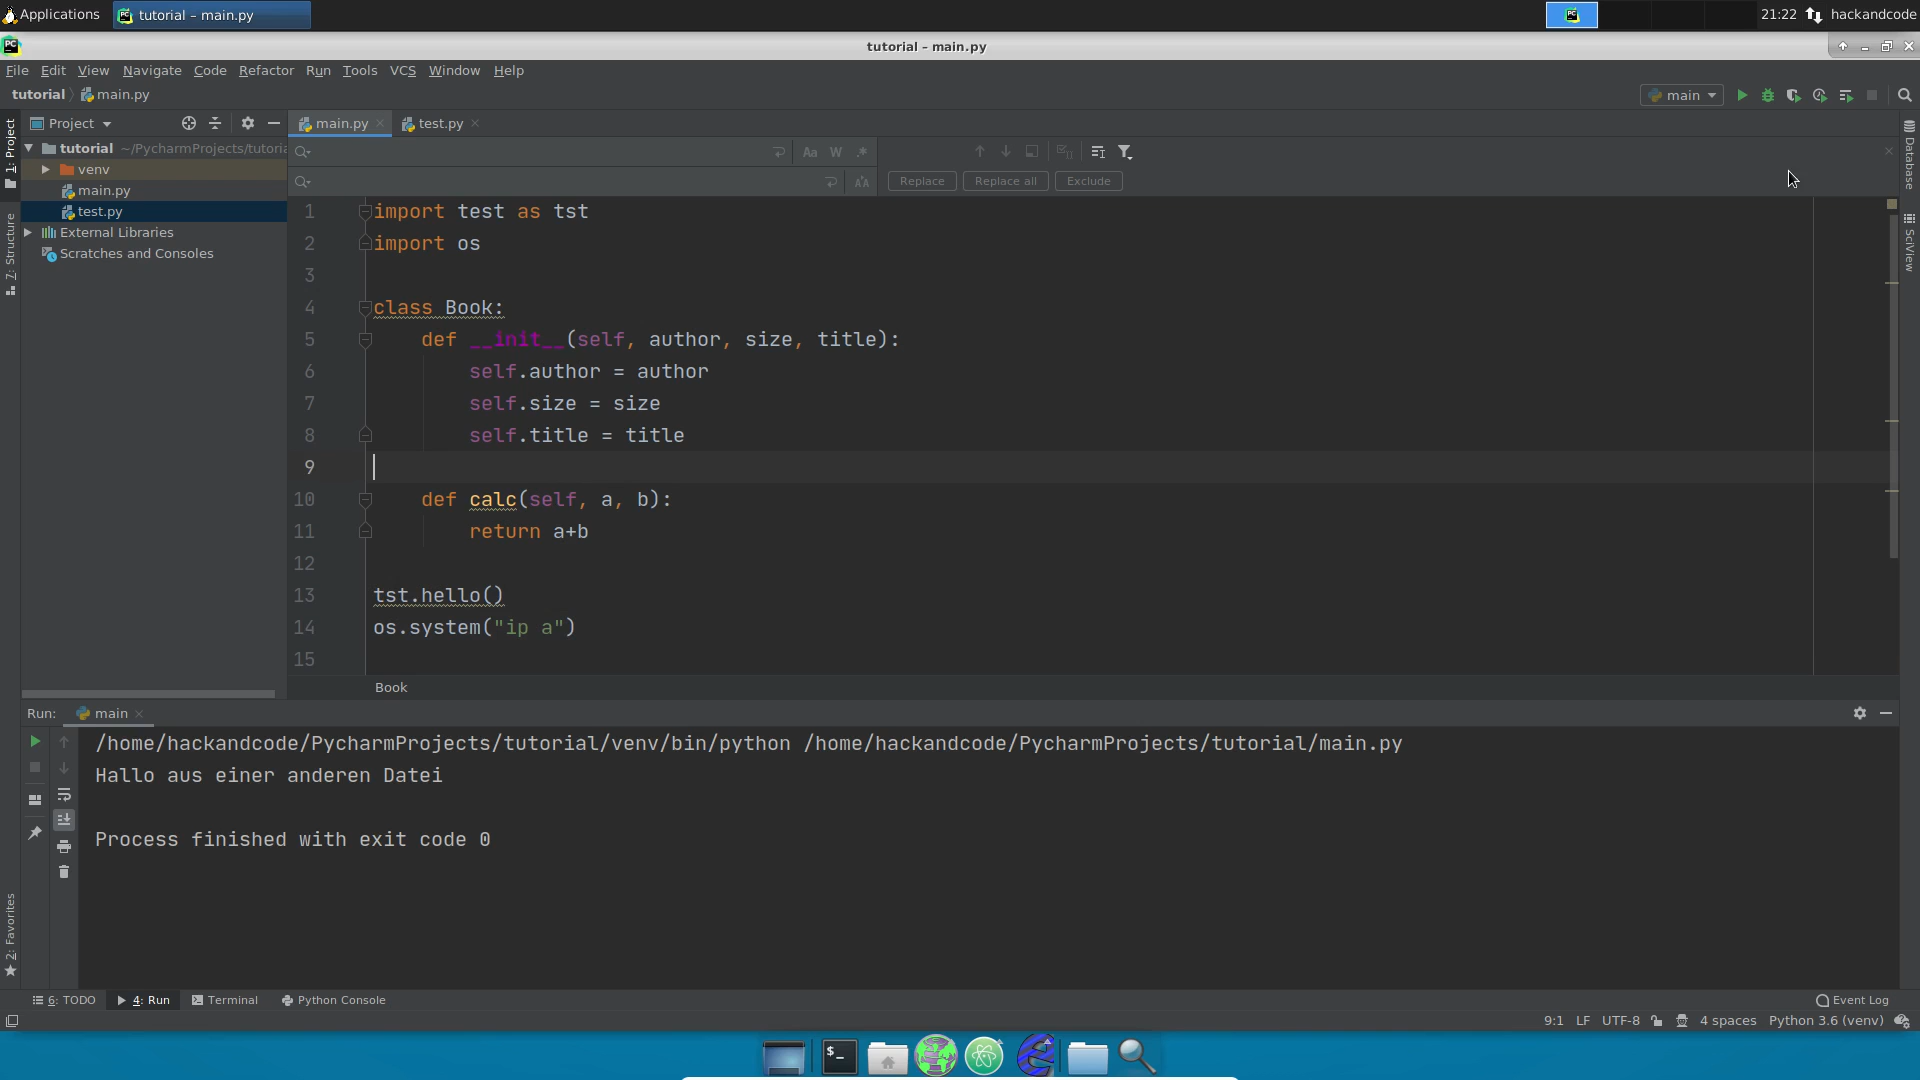 Applications
tutorial – main.py
21:22
hackandcode
tutorial – main.py
File Edit View Navigate Code Refactor Run Tools VCS Window Help
tutorial main.py
main
1: Project
7: Structure
2: Favorites
Project
tutorial ~/PycharmProjects/tutoria
venv
main.py
test.py
External Libraries
Scratches and Consoles
main.py test.py
Aa W .*
Replace Replace all Exclude
Database
SciView
1 import test as tst
2 import os
3
4 class Book:
5 def __init__(self, author, size, title):
6 self.author = author
7 self.size = size
8 self.title = title
9
10 def calc(self, a, b):
11 return a+b
12
13 tst.hello()
14 os.system("ip a")
15
Book
Run: main
/home/hackandcode/PycharmProjects/tutorial/venv/bin/python /home/hackandcode/PycharmProjects/tutorial/main.py
Hallo aus einer anderen Datei
Process finished with exit code 0
6: TODO 4: Run Terminal Python Console Event Log
9:1 LF UTF-8 4 spaces Python 3.6 (venv)
$_